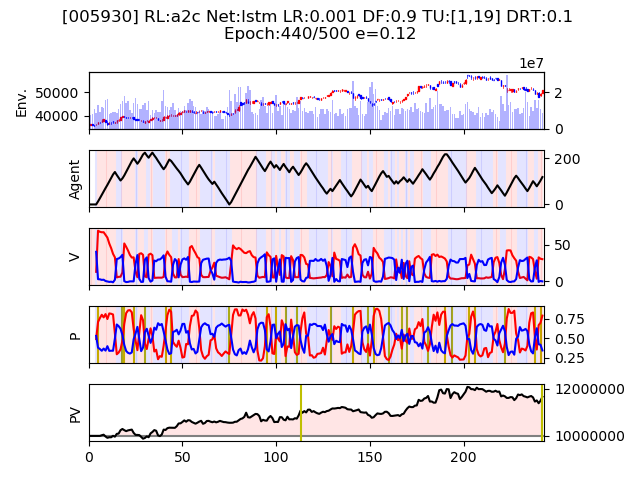 [005930] RL:a2c Net:lstm LR:0.001 DF:0.9 TU:[1,19] DRT:0.1
Epoch:440/500 e=0.12
1e7
Env.
50000
40000
2
0
Agent
200
0
V
50
0
P
0.75
0.50
0.25
PV
12000000
10000000
0 50 100 150 200